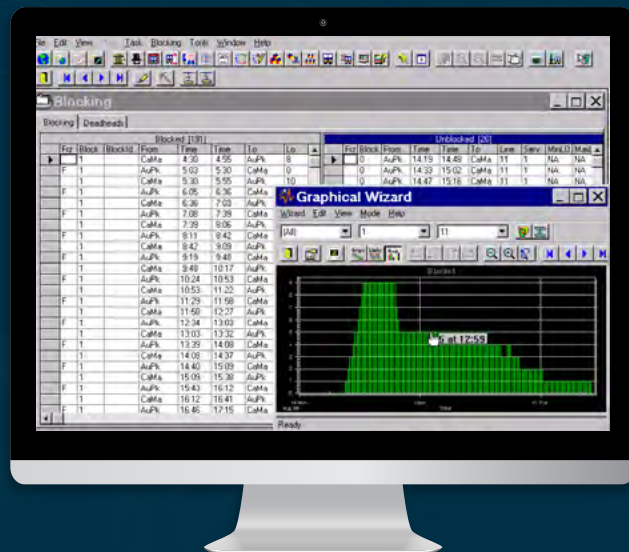 File Edit View Task Blocking Tools Window Help
Blocking
Blocking Deadheads
Blocked [191] Unblocked [26]
Frz Block BlockId From Time Time To Lo Frz Block From Time Time To Line Serv MinLO
1 CaMa 4:30 4:55 AuPk 8 0 AuPk 14:19 14:48 CaMa 11 1 NA NA
F 1 AuPk 5:03 5:30 CaMa 0 0 AuPk 14:33 15:02 CaMa 11 1 NA NA
1 CaMa 5:30 5:55 AuPk 10 0 AuPk 14:47 15:16 CaMa 11 1 NA NA
F 1 AuPk 6:05 6:36 CaMa
1 CaMa 6:36 7:03 AuPk
F 1 AuPk 7:08 7:39 CaMa
1 CaMa 7:39 8:06 AuPk
F 1 AuPk 8:11 8:42 CaMa
1 CaMa 8:42 9:09 AuPk
F 1 AuPk 9:19 9:48 CaMa
1 CaMa 9:48 10:17 AuPk
F 1 AuPk 10:24 10:53 CaMa
1 CaMa 10:53 11:22 AuPk
F 1 AuPk 11:29 11:58 CaMa
1 CaMa 12:27 AuPk
F 1 AuPk 12:34 13:03 CaMa
1 CaMa 13:03 13:32 AuPk
F 1 AuPk 13:39 14:08 CaMa
1 CaMa 14:08 14:37 AuPk
F 1 AuPk 14:40 15:09 CaMa
1 CaMa 15:09 15:38 AuPk
F 1 AuPk 15:43 16:12 CaMa
1 CaMa 16:12 16:41 AuPk
F 1 AuPk 16:46 17:15 CaMa
Graphical Wizard
Wizard Edit View Mode Help
(All) 1 11
Blocked
5 at 12:59
Time
Ready